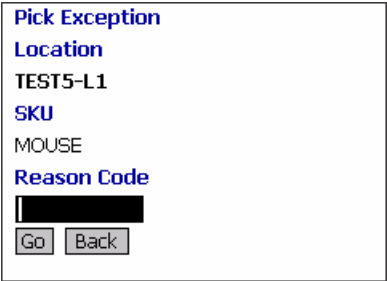 Pick Exception
Location
TEST5-L1
SKU
MOUSE
Reason Code
Go Back